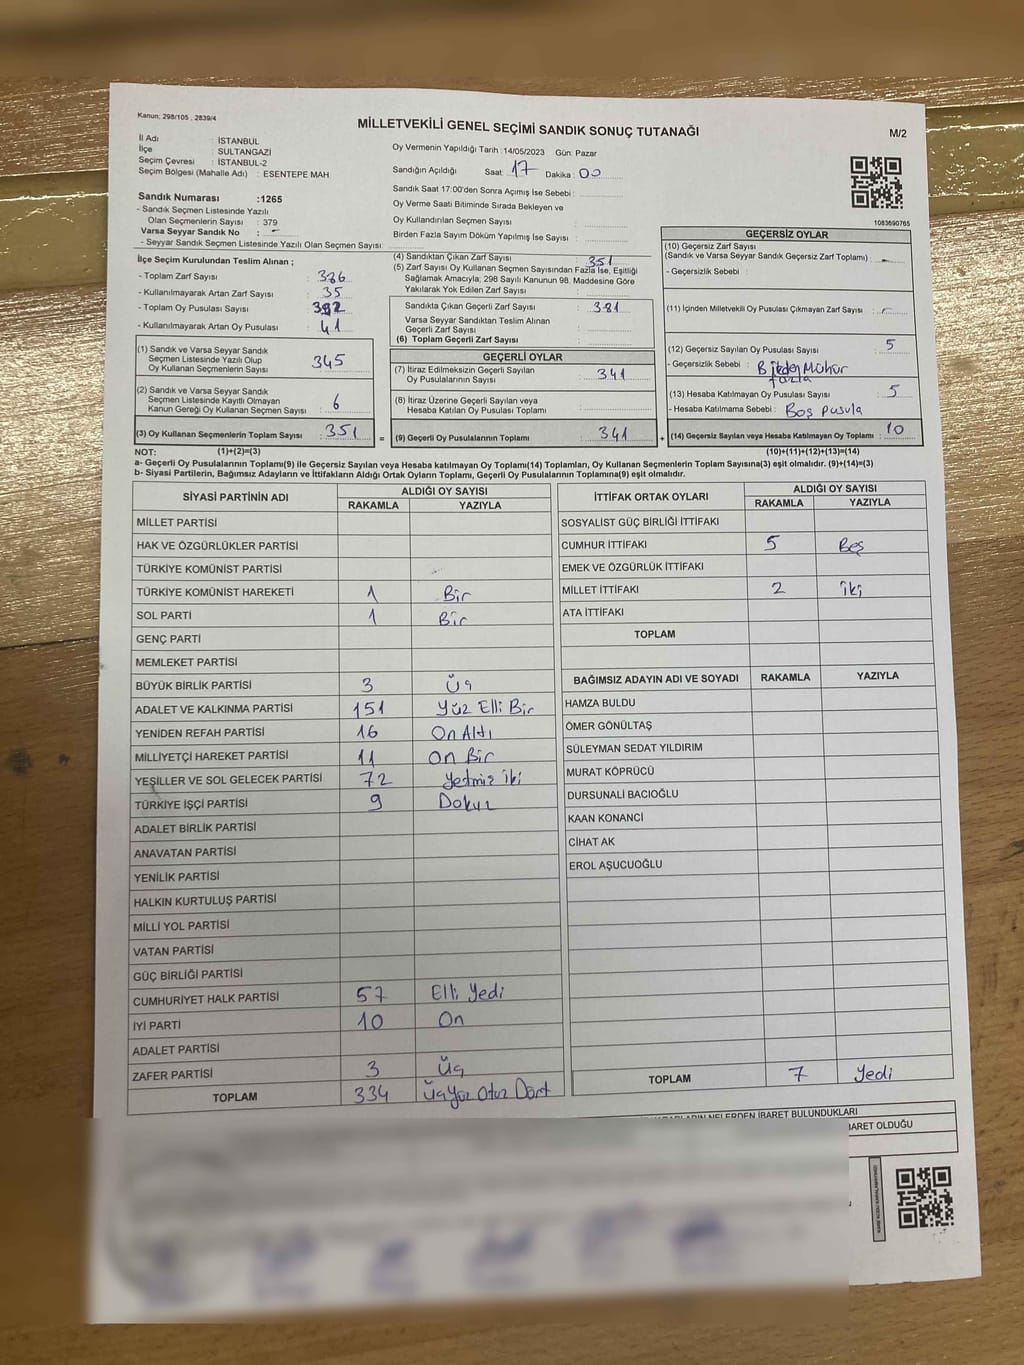 Kanun; 298/105 , 2839/4
MİLLETVEKİLİ GENEL SEÇİMİ SANDIK SONUÇ TUTANAĞI
M/2
İl Adı : İSTANBUL
İlçe : SULTANGAZİ
Seçim Çevresi : İSTANBUL-2
Seçim Bölgesi (Mahalle Adı) : ESENTEPE MAH.
Sandık Numarası :1265
- Sandık Seçmen Listesinde Yazılı
Olan Seçmenlerin Sayısı : 379
Varsa Seyyar Sandık No : -
- Seyyar Sandık Seçmen Listesinde Yazılı Olan Seçmen Sayısı:
Oy Vermenin Yapıldığı Tarih :14/05/2023 Gün: Pazar
Sandığın Açıldığı Saat 17 Dakika : 00
Sandık Saat 17:00'den Sonra Açımış İse Sebebi :
Oy Verme Saati Bitiminde Sırada Bekleyen ve
Oy Kullandırılan Seçmen Sayısı :
Birden Fazla Sayım Döküm Yapılmış İse Sayısı :
1083690765
İlçe Seçim Kurulundan Teslim Alınan ;
- Toplam Zarf Sayısı : 386
- Kullanılmayarak Artan Zarf Sayısı : 35
- Toplam Oy Pusulası Sayısı : 392
- Kullanılmayarak Artan Oy Pusulası : 41
(1) Sandık ve Varsa Seyyar Sandık
Seçmen Listesinde Yazılı Olup
Oy Kullanan Seçmenlerin Sayısı : 345
(2) Sandık ve Varsa Seyyar Sandık
Seçmen Listesinde Kayıtlı Olmayan
Kanun Gereği Oy Kullanan Seçmen Sayısı : 6
(3) Oy Kullanan Seçmenlerin Toplam Sayısı : 351 =
(4) Sandıktan Çıkan Zarf Sayısı : 351
(5) Zarf Sayısı Oy Kullanan Seçmen Sayısından Fazla İse, Eşitliği
Sağlamak Amacıyla, 298 Sayılı Kanunun 98. Maddesine Göre
Yakılarak Yok Edilen Zarf Sayısı :
Sandıkta Çıkan Geçerli Zarf Sayısı : 381
Varsa Seyyar Sandıktan Teslim Alınan
Geçerli Zarf Sayısı :
(6) Toplam Geçerli Zarf Sayısı :
GEÇERLİ OYLAR
(7) İtiraz Edilmeksizin Geçerli Sayılan
Oy Pusulalarının Sayısı : 341
(8) İtiraz Üzerine Geçerli Sayılan veya
Hesaba Katılan Oy Pusulası Toplamı :
(9) Geçerli Oy Pusulalarının Toplamı : 341 +
GEÇERSİZ OYLAR
(10) Geçersiz Zarf Sayısı
(Sandık ve Varsa Seyyar Sandık Geçersiz Zarf Toplamı) : -
- Geçersizlik Sebebi :
(11) İçinden Milletvekili Oy Pusulası Çıkmayan Zarf Sayısı : -
(12) Geçersiz Sayılan Oy Pusulası Sayısı : 5
- Geçersizlik Sebebi : Birden Mühür
fazla
(13) Hesaba Katılmayan Oy Pusulası Sayısı : 5
- Hesaba Katılmama Sebebi : Boş pusula
(14) Geçersiz Sayılan veya Hesaba Katılmayan Oy Toplamı : 10
NOT: (1)+(2)=(3) (10)+(11)+(12)+(13)=(14)
a- Geçerli Oy Pusulalarının Toplamı(9) ile Geçersiz Sayılan veya Hesaba katılmayan Oy Toplamı(14) Toplamları, Oy Kullanan Seçmenlerin Toplam Sayısına(3) eşit olmalıdır. (9)+(14)=(3)
b- Siyasi Partilerin, Bağımsız Adayların ve İttifakların Aldığı Ortak Oyların Toplamı, Geçerli Oy Pusulalarının Toplamına(9) eşit olmalıdır.
SİYASİ PARTİNİN ADI ALDIĞI OY SAYISI
RAKAMLA YAZIYLA
MİLLET PARTİSİ
HAK VE ÖZGÜRLÜKLER PARTİSİ
TÜRKİYE KOMÜNİST PARTİSİ
TÜRKİYE KOMÜNİST HAREKETİ 1 Bir
SOL PARTİ 1 Bir
GENÇ PARTİ
MEMLEKET PARTİSİ
BÜYÜK BİRLİK PARTİSİ 3 Üç
ADALET VE KALKINMA PARTİSİ 151 Yüz Elli Bir
YENİDEN REFAH PARTİSİ 16 On Altı
MİLLİYETÇİ HAREKET PARTİSİ 11 On Bir
YEŞİLLER VE SOL GELECEK PARTİSİ 72 Yetmiş iki
TÜRKİYE İŞÇİ PARTİSİ 9 Dokuz
ADALET BİRLİK PARTİSİ
ANAVATAN PARTİSİ
YENİLİK PARTİSİ
HALKIN KURTULUŞ PARTİSİ
MİLLİ YOL PARTİSİ
VATAN PARTİSİ
GÜÇ BİRLİĞİ PARTİSİ
CUMHURİYET HALK PARTİSİ 57 Elli Yedi
İYİ PARTİ 10 On
ADALET PARTİSİ
ZAFER PARTİSİ 3 Üç
TOPLAM 334 Üç Yüz Otuz Dört
İTTİFAK ORTAK OYLARI ALDIĞI OY SAYISI
RAKAMLA YAZIYLA
SOSYALİST GÜÇ BİRLİĞİ İTTİFAKI
CUMHUR İTTİFAKI 5 Beş
EMEK VE ÖZGÜRLÜK İTTİFAKI
MİLLET İTTİFAKI 2 iki
ATA İTTİFAKI
TOPLAM
BAĞIMSIZ ADAYIN ADI VE SOYADI RAKAMLA YAZIYLA
HAMZA BULDU
ÖMER GÖNÜLTAŞ
SÜLEYMAN SEDAT YILDIRIM
MURAT KÖPRÜCÜ
DURSUNALİ BACIOĞLU
KAAN KONANCİ
CİHAT AK
EROL AŞUCUOĞLU
TOPLAM 7 Yedi
NELERDEN İBARET BULUNDUKLARI
BARET OLDUĞU